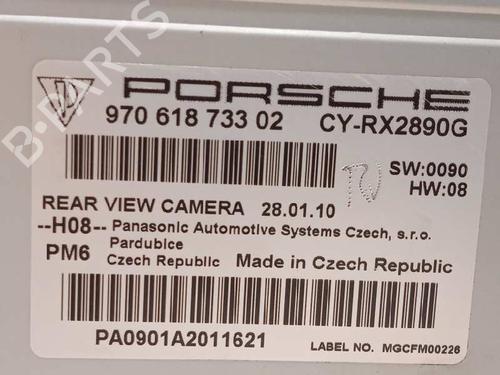 PORSCHE
970 618 733 02 CY-RX2890G
SW:0090
HW:08
REAR VIEW CAMERA 28.01.10
--H08-- Panasonic Automotive Systems Czech, s.r.o.
Pardubice
PM6 Czech Republic Made in Czech Republic
PA0901A2011621
LABEL NO. MGCFM00226
B-PARTS